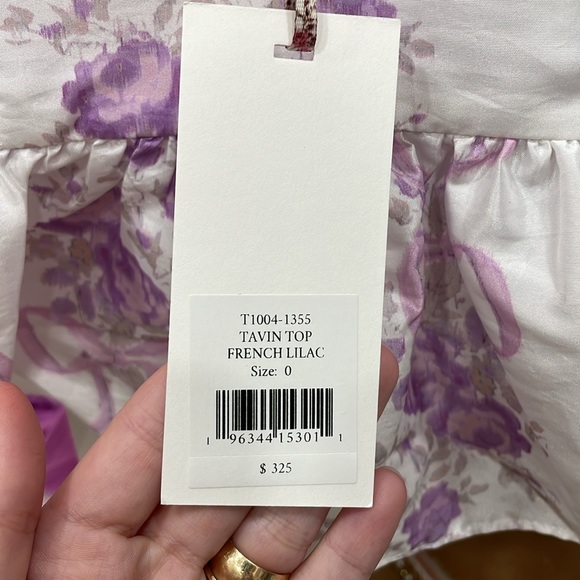 T1004-1355
TAVIN TOP
FRENCH LILAC
Size: 0
1 96344 15301 1
$ 325